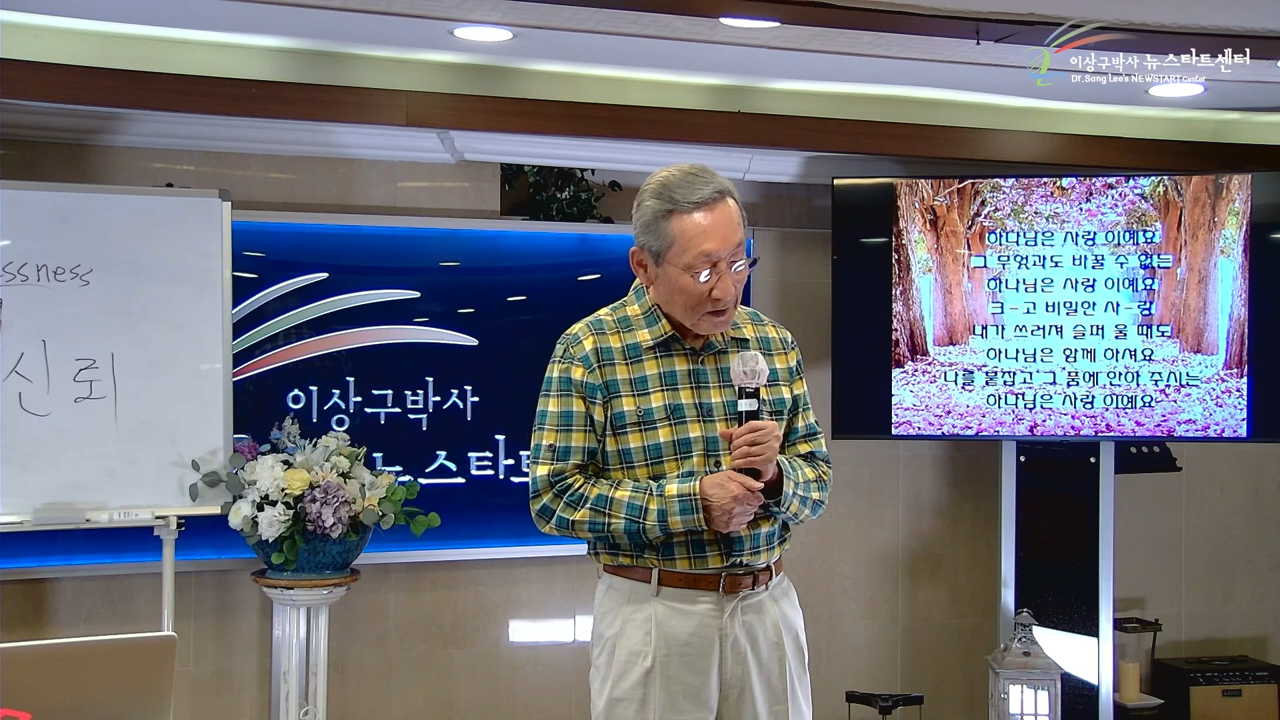 이상구박사 뉴스타트센터
Dr. Sang Lee's NEWSTART Center
ssness
신뢰
이상구박사
뉴스타트
하나님은 사랑 이예요
그 무엇과도 바꿀 수 없는
하나님은 사랑 이예요
크-고 비밀한 사-랑
내가 쓰러져 슬퍼 울 때도
하나님은 함께 하셔요
나를 붙잡고 그 품에 안아 주시는
하나님은 사랑 이예요